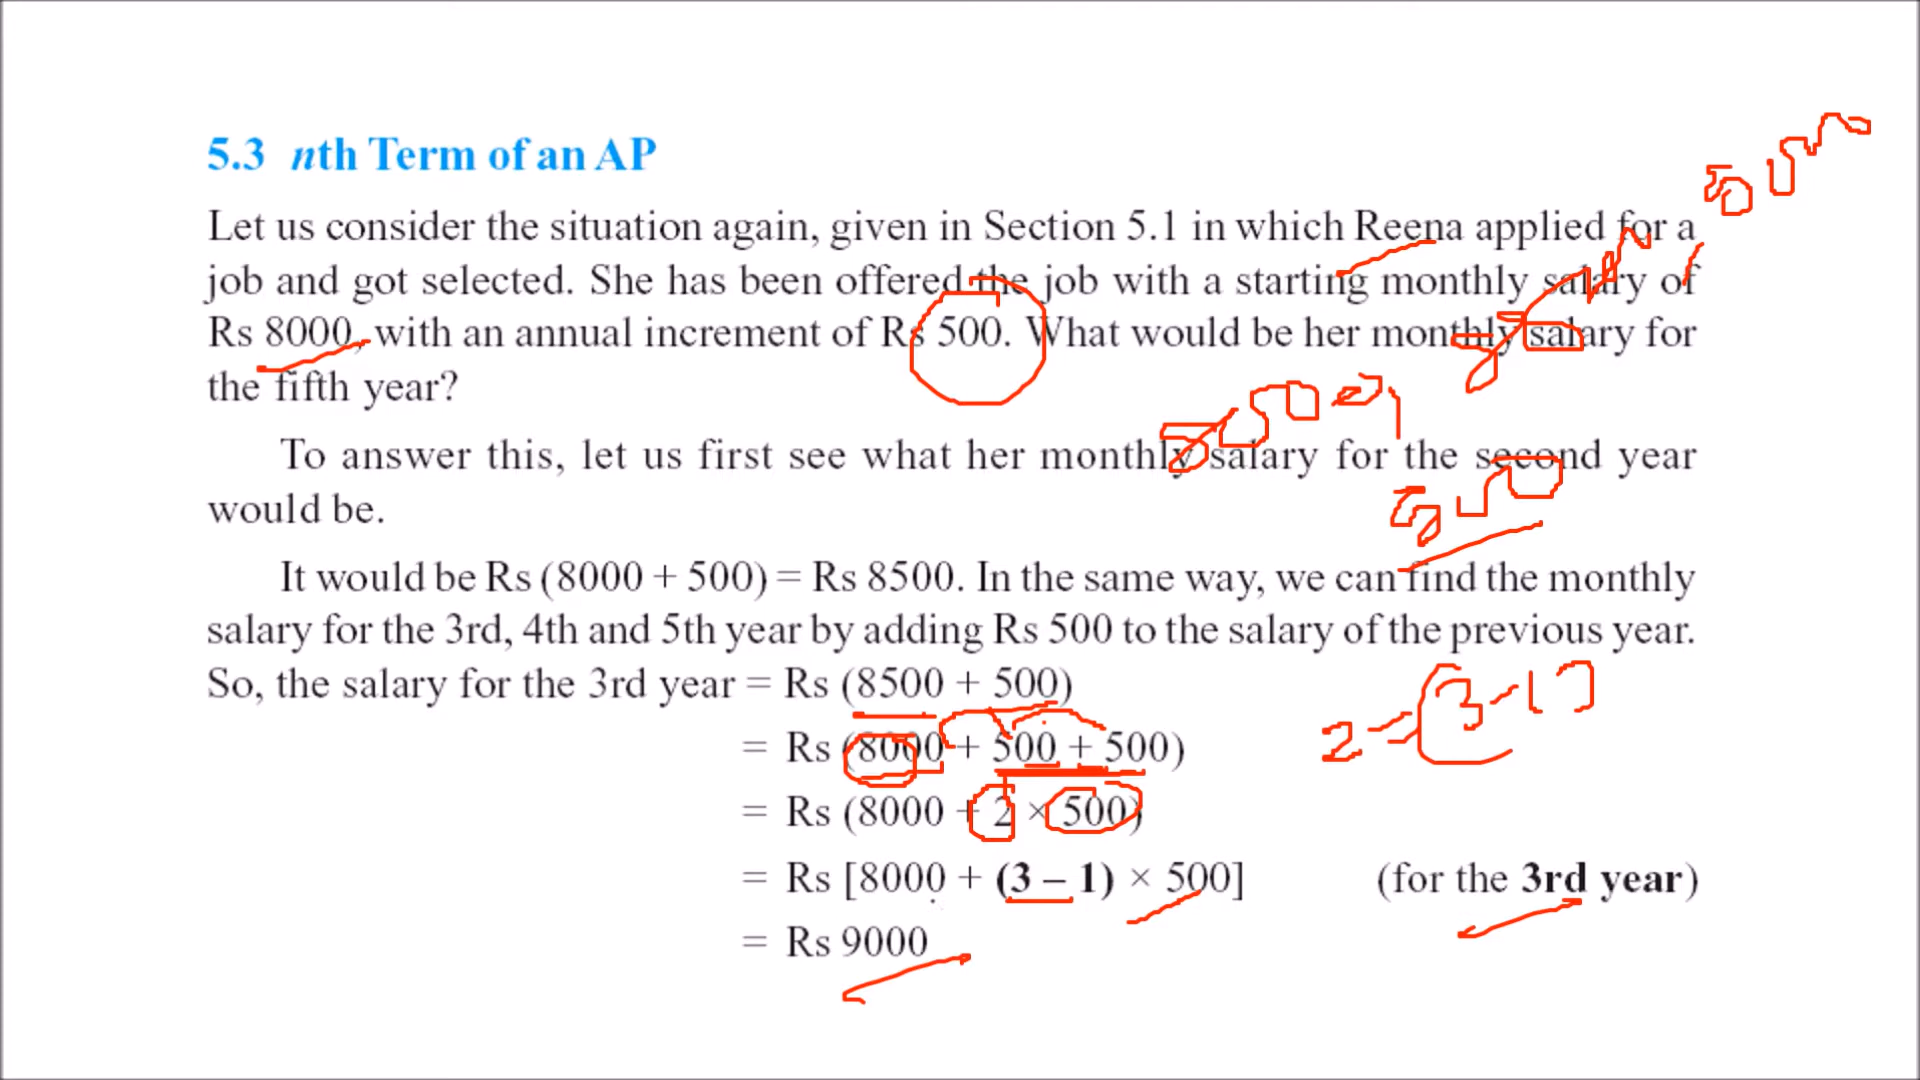 5.3 nth Term of an AP
Let us consider the situation again, given in Section 5.1 in which Reena applied for a
job and got selected. She has been offered the job with a starting monthly salary of
Rs 8000, with an annual increment of Rs 500. What would be her monthly salary for
the fifth year?
To answer this, let us first see what her monthly salary for the second year
would be.
It would be Rs (8000 + 500) = Rs 8500. In the same way, we can find the monthly
salary for the 3rd, 4th and 5th year by adding Rs 500 to the salary of the previous year.
So, the salary for the 3rd year = Rs (8500 + 500)
= Rs (8000 + 500 + 500)
2 = (3-1)
= Rs (8000 + 2 × 500)
= Rs [8000 + (3 – 1) × 500] (for the 3rd year)
= Rs 9000